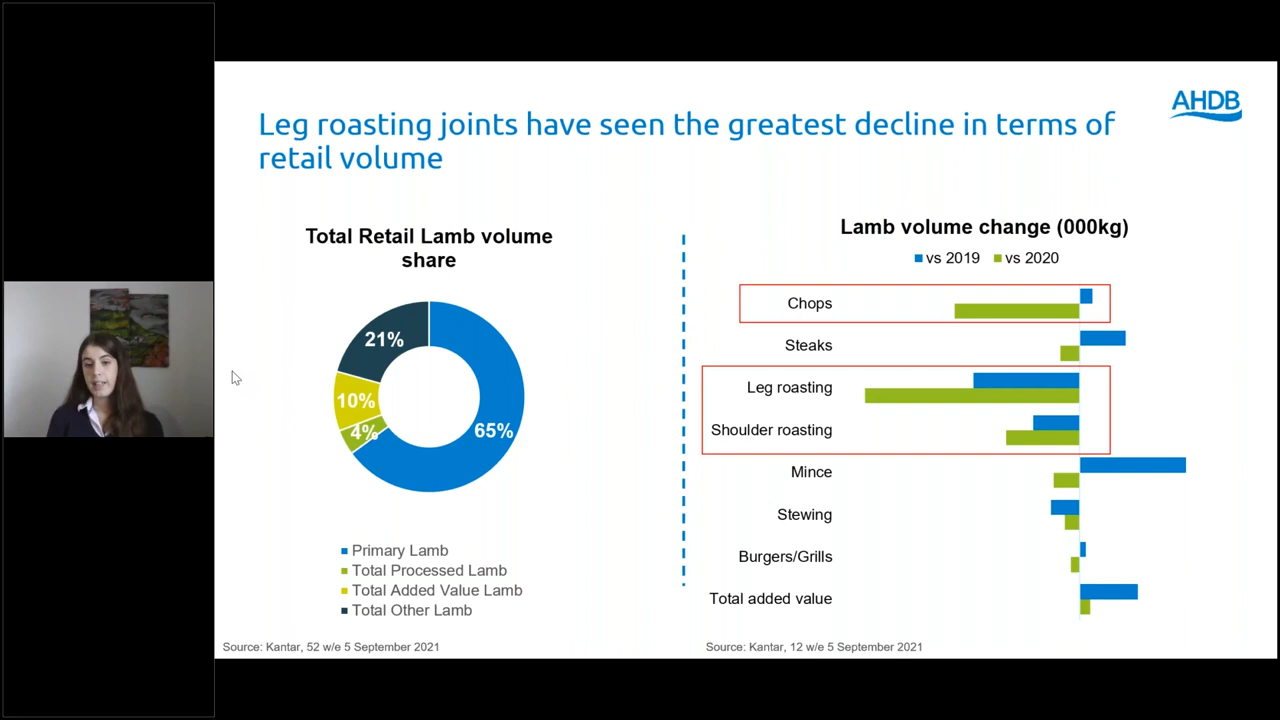 AHDB
Leg roasting joints have seen the greatest decline in terms of
retail volume
Total Retail Lamb volume
share
21%
10%
4%
65%
Primary Lamb
Total Processed Lamb
Total Added Value Lamb
Total Other Lamb
Source: Kantar, 52 w/e 5 September 2021
Lamb volume change (000kg)
vs 2019 vs 2020
Chops
Steaks
Leg roasting
Shoulder roasting
Mince
Stewing
Burgers/Grills
Total added value
Source: Kantar, 12 w/e 5 September 2021